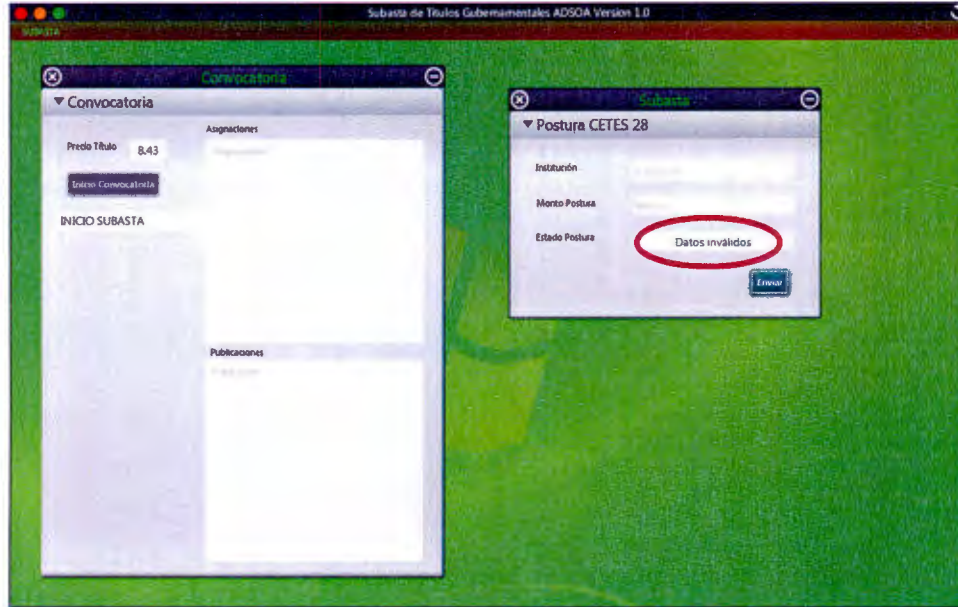 Subasta de Títulos Gubernamentales ADSOA Version 1.0
SUBASTA
Convocatoria
▼ Convocatoria
Precio Título 8.43
Inicio Convocatoria
INICIO SUBASTA
Asignaciones
Publicaciones
Subasta
▼ Postura CETES 28
Institución
Monto Postura
Estado Postura Datos inválidos
Enviar